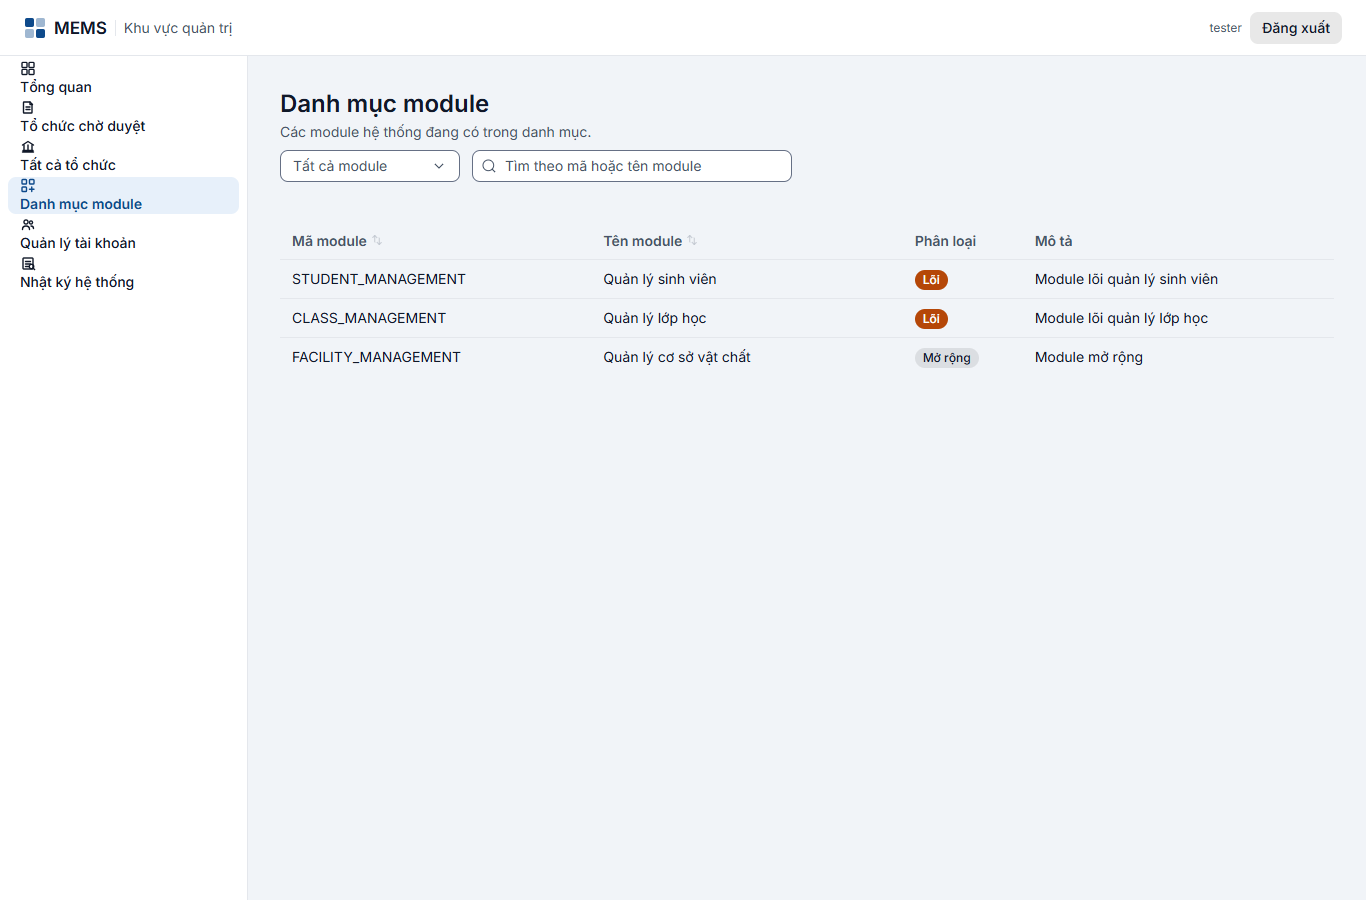 MEMS
Khu vực quản trị
tester
Đăng xuất
Tổng quan
Tổ chức chờ duyệt
Tất cả tổ chức
Danh mục module
Quản lý tài khoản
Nhật ký hệ thống
Danh mục module
Các module hệ thống đang có trong danh mục.
Tất cả module
Tìm theo mã hoặc tên module
Mã module Tên module Phân loại Mô tả
STUDENT_MANAGEMENT Quản lý sinh viên Lõi Module lõi quản lý sinh viên
CLASS_MANAGEMENT Quản lý lớp học Lõi Module lõi quản lý lớp học
FACILITY_MANAGEMENT Quản lý cơ sở vật chất Mở rộng Module mở rộng